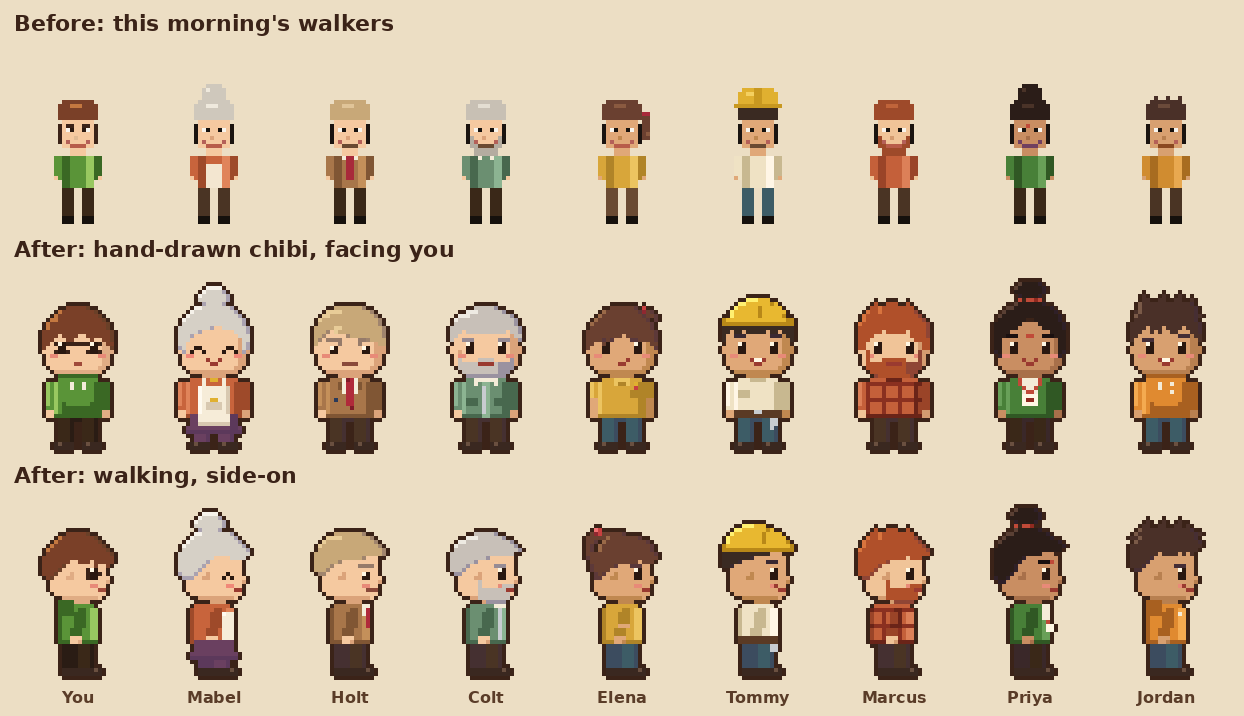 Before: this morning's walkers
After: hand-drawn chibi, facing you
After: walking, side-on
You Mabel Holt Colt Elena Tommy Marcus Priya Jordan